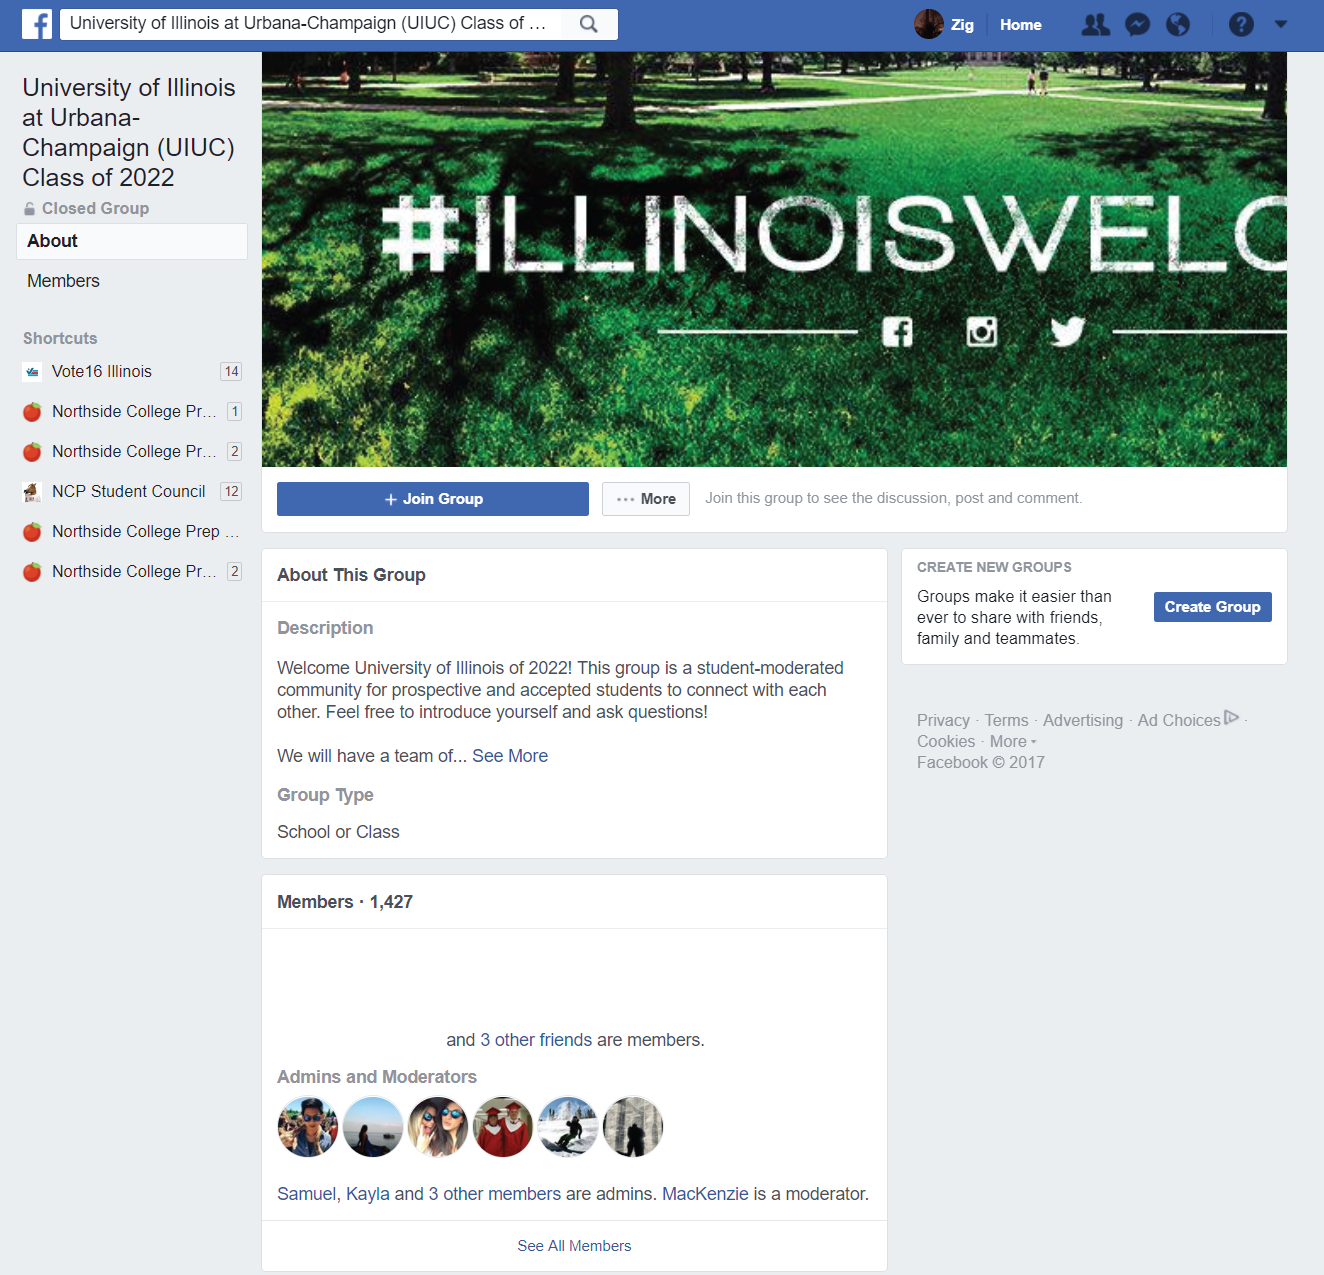 University of Illinois at Urbana-Champaign (UIUC) Class of ...
Zig
Home
University of Illinois
at Urbana-
Champaign (UIUC)
Class of 2022
Closed Group
About
Members
Shortcuts
Vote16 Illinois 14
Northside College Pr... 1
Northside College Pr... 2
NCP Student Council 12
Northside College Prep ...
Northside College Pr... 2
#ILLINOISWELC
+ Join Group
··· More
Join this group to see the discussion, post and comment.
About This Group
Description
Welcome University of Illinois of 2022! This group is a student-moderated
community for prospective and accepted students to connect with each
other. Feel free to introduce yourself and ask questions!
We will have a team of... See More
Group Type
School or Class
CREATE NEW GROUPS
Groups make it easier than
ever to share with friends,
family and teammates.
Create Group
Privacy · Terms · Advertising · Ad Choices ·
Cookies · More
Facebook © 2017
Members · 1,427
and 3 other friends are members.
Admins and Moderators
Samuel, Kayla and 3 other members are admins. MacKenzie is a moderator.
See All Members